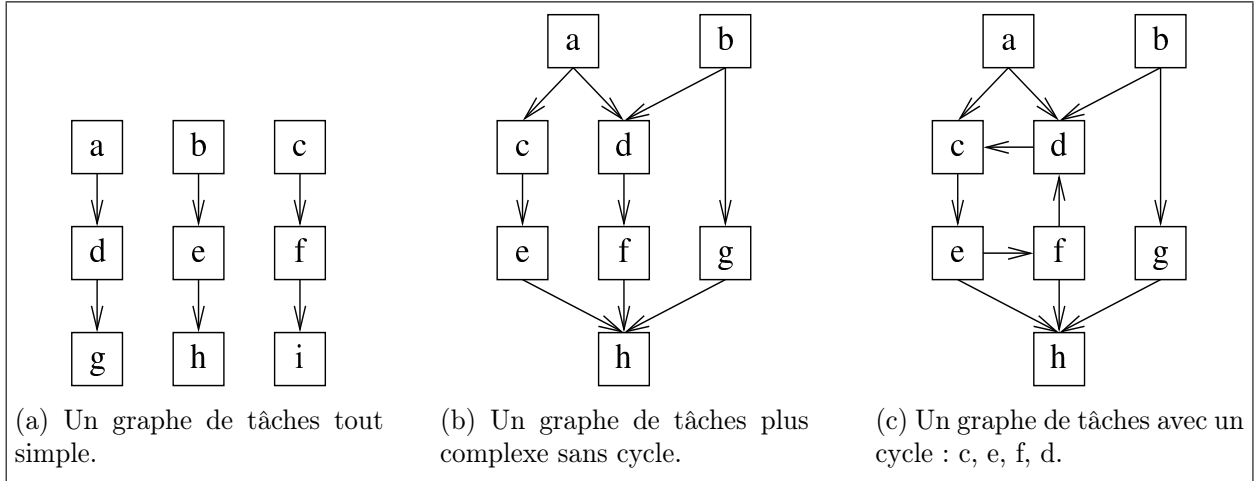 a
b
c
d
e
f
g
h
i
(a) Un graphe de tâches tout
simple.
a
b
c
d
e
f
g
h
(b) Un graphe de tâches plus
complexe sans cycle.
a
b
c
d
e
f
g
h
(c) Un graphe de tâches avec un
cycle : c, e, f, d.